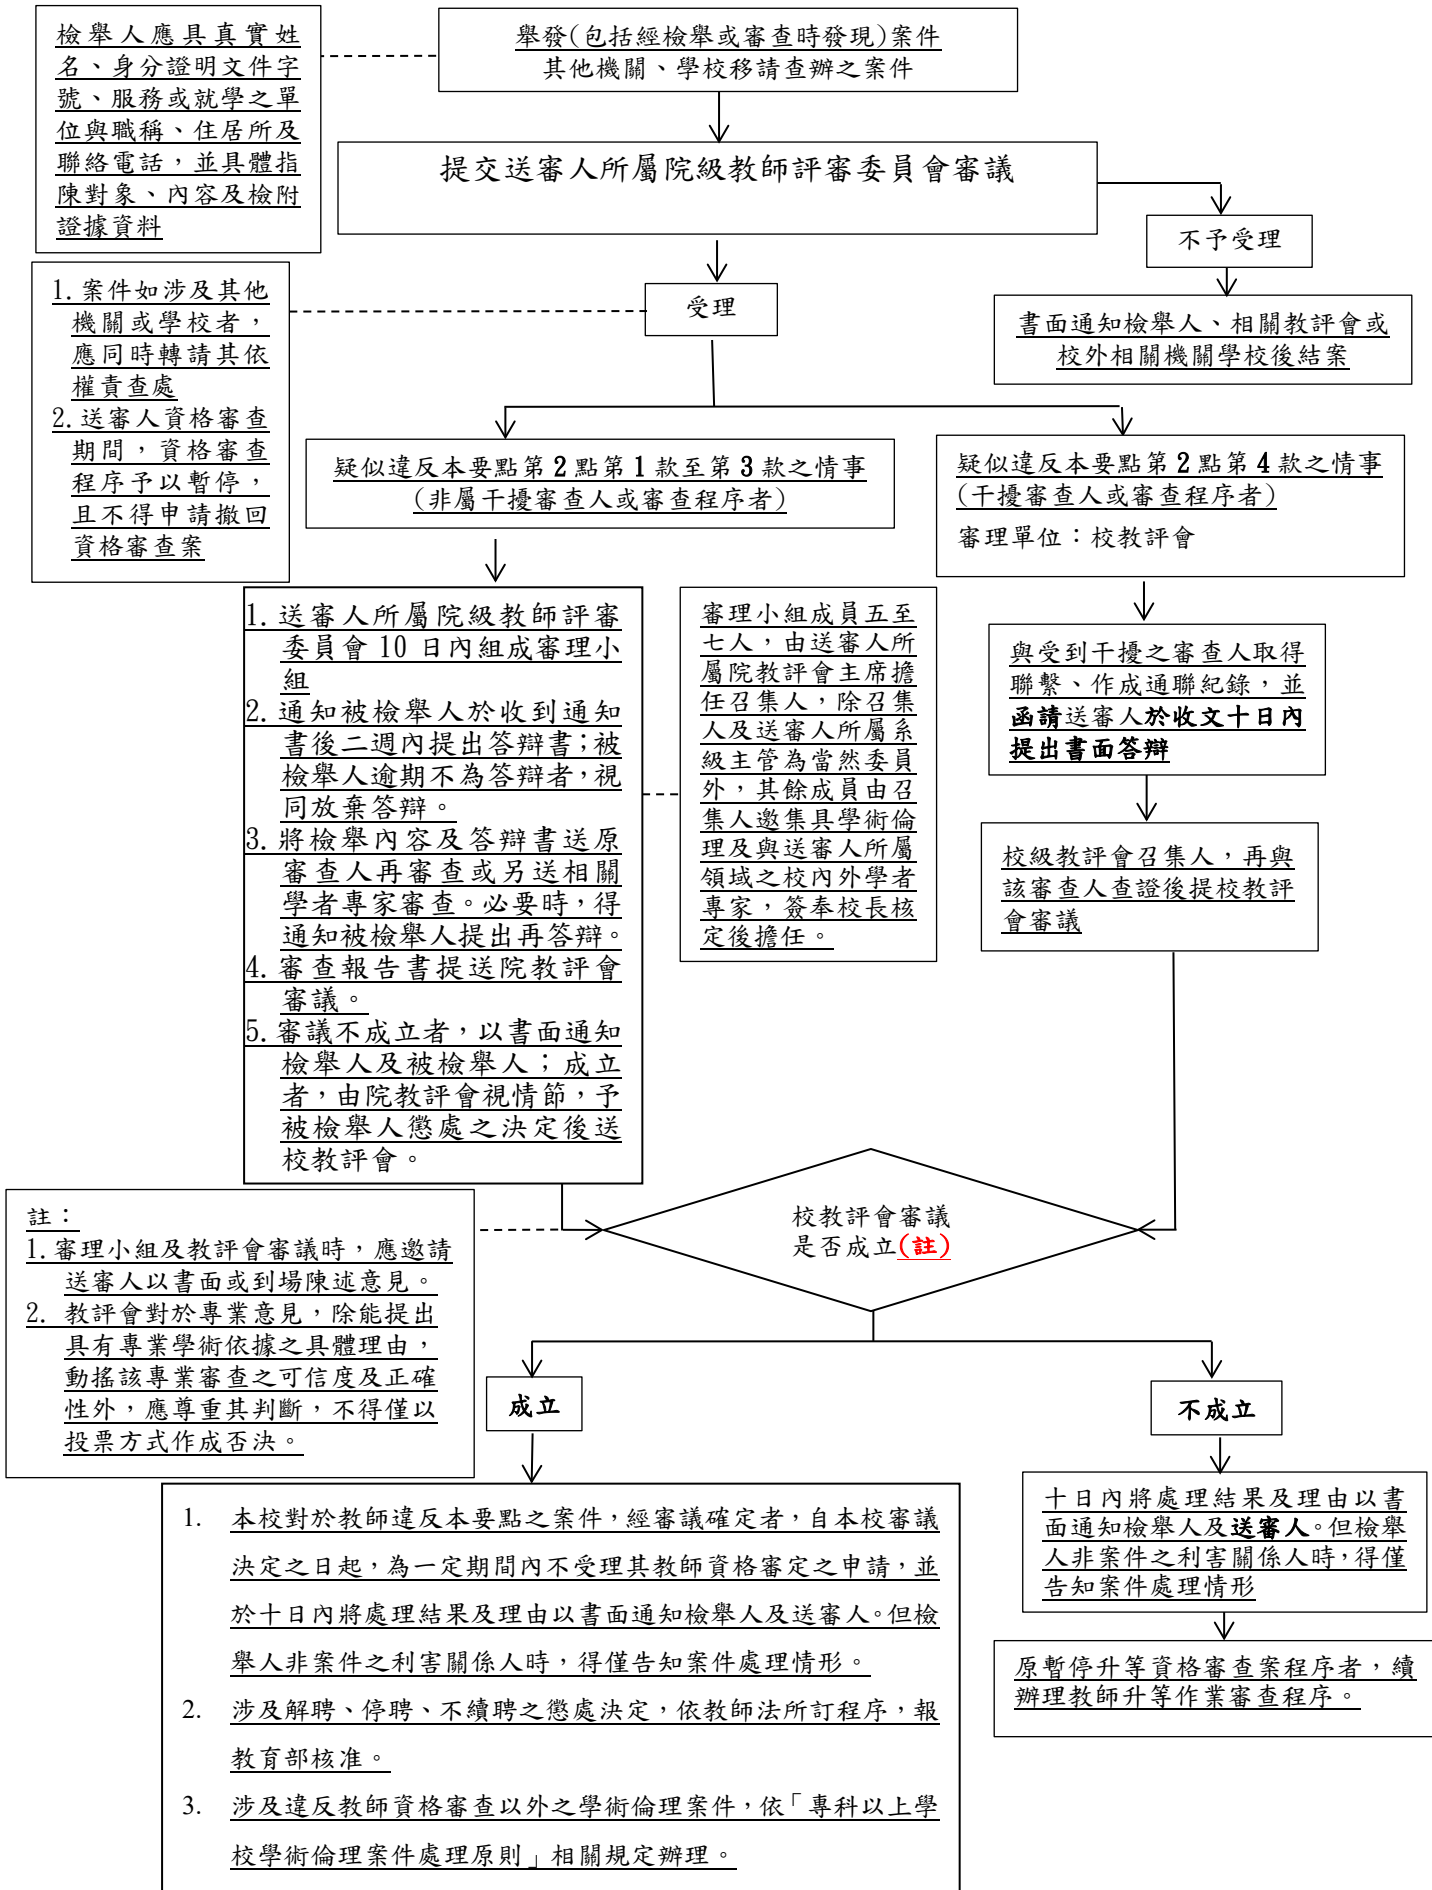 檢舉人應具真實姓
名、身分證明文件字
號、服務或就學之單
位與職稱、住居所及
聯絡電話，並具體指
陳對象、內容及檢附
證據資料
舉發(包括經檢舉或審查時發現)案件
其他機關、學校移請查辦之案件
提交送審人所屬院級教師評審委員會審議
不予受理
書面通知檢舉人、相關教評會或
校外相關機關學校後結案
受理
1. 案件如涉及其他
機關或學校者，
應同時轉請其依
權責查處
2. 送審人資格審查
期間，資格審查
程序予以暫停，
且不得申請撤回
資格審查案
疑似違反本要點第 2 點第 1 款至第 3 款之情事
(非屬干擾審查人或審查程序者)
疑似違反本要點第 2 點第 4 款之情事
(干擾審查人或審查程序者)
審理單位：校教評會
1. 送審人所屬院級教師評審
委員會 10 日內組成審理小
組
2. 通知被檢舉人於收到通知
書後二週內提出答辯書；被
檢舉人逾期不為答辯者，視
同放棄答辯。
3. 將檢舉內容及答辯書送原
審查人再審查或另送相關
學者專家審查。必要時，得
通知被檢舉人提出再答辯。
4. 審查報告書提送院教評會
審議。
5. 審議不成立者，以書面通知
檢舉人及被檢舉人；成立
者，由院教評會視情節，予
被檢舉人懲處之決定後送
校教評會。
審理小組成員五至
七人，由送審人所
屬院教評會主席擔
任召集人，除召集
人及送審人所屬系
級主管為當然委員
外，其餘成員由召
集人邀集具學術倫
理及與送審人所屬
領域之校內外學者
專家，簽奉校長核
定後擔任。
與受到干擾之審查人取得
聯繫、作成通聯紀錄，並
函請送審人於收文十日內
提出書面答辯
校級教評會召集人，再與
該審查人查證後提校教評
會審議
註：
1. 審理小組及教評會審議時，應邀請
送審人以書面或到場陳述意見。
2. 教評會對於專業意見，除能提出
具有專業學術依據之具體理由，
動搖該專業審查之可信度及正確
性外，應尊重其判斷，不得僅以
投票方式作成否決。
校教評會審議
是否成立(註)
成立
不成立
1. 本校對於教師違反本要點之案件，經審議確定者，自本校審議
決定之日起，為一定期間內不受理其教師資格審定之申請，並
於十日內將處理結果及理由以書面通知檢舉人及送審人。但檢
舉人非案件之利害關係人時，得僅告知案件處理情形。
2. 涉及解聘、停聘、不續聘之懲處決定，依教師法所訂程序，報
教育部核准。
3. 涉及違反教師資格審查以外之學術倫理案件，依「專科以上學
校學術倫理案件處理原則」相關規定辦理。
十日內將處理結果及理由以書
面通知檢舉人及送審人。但檢舉
人非案件之利害關係人時，得僅
告知案件處理情形
原暫停升等資格審查案程序者，續
辦理教師升等作業審查程序。